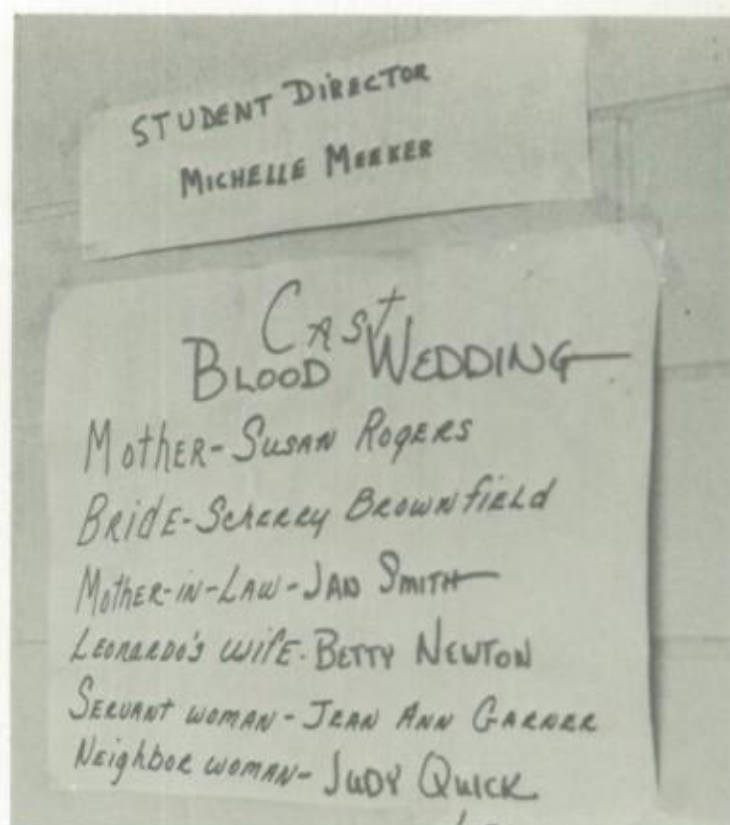 STUDENT DIRECTOR
MICHELLE MEEKER
CAST
BLOOD WEDDING
MothER-SUSAN ROgERS
BRidE-SchERRy BROWNfiELd
MothER-iN-LAW-JAN SMITH
LEONARDO'S WifE-BETTY NEWTON
SERVANT WOMAN-JEAN ANN GARNER
NEighboR WOMAN-JUDY QUICK